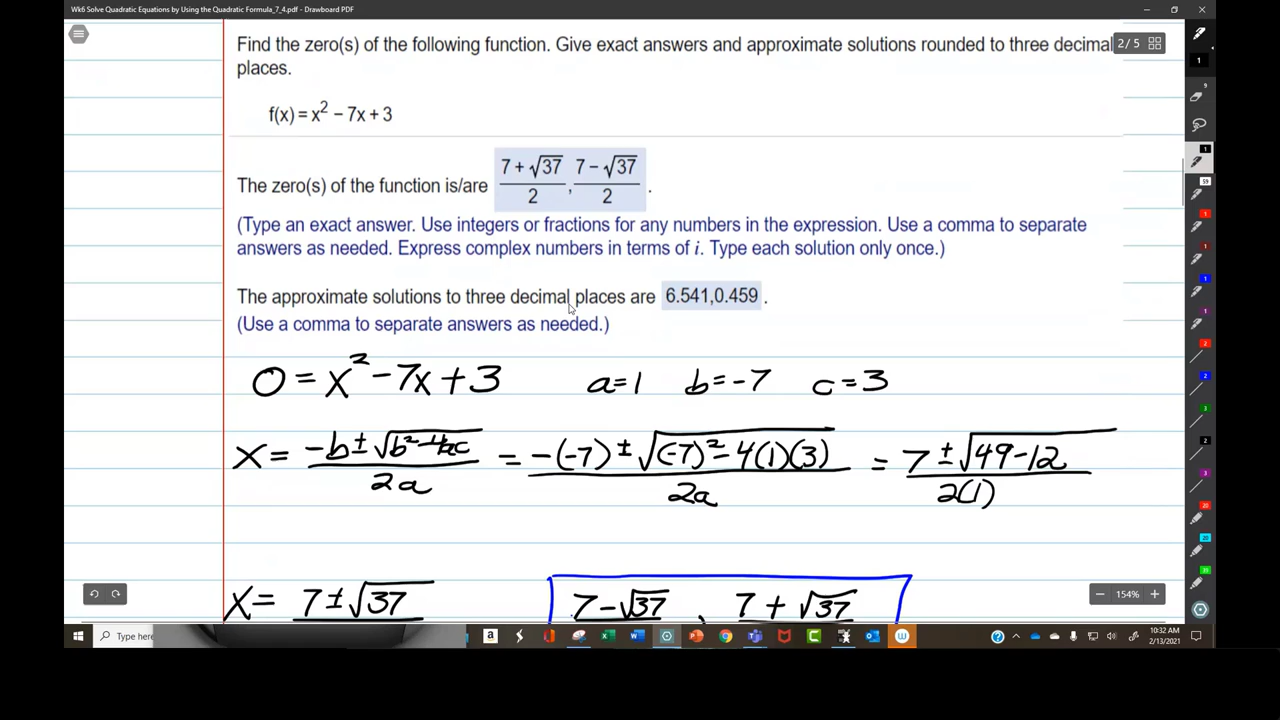 Wk6 Solve Quadratic Equations by Using the Quadratic Formula_7_4.pdf - Drawboard PDF
Find the zero(s) of the following function. Give exact answers and approximate solutions rounded to three decimal
places.
2/5
f(x) = x² − 7x + 3
The zero(s) of the function is/are (7 + √37)/2, (7 − √37)/2.
(Type an exact answer. Use integers or fractions for any numbers in the expression. Use a comma to separate
answers as needed. Express complex numbers in terms of i. Type each solution only once.)
The approximate solutions to three decimal places are 6.541,0.459.
(Use a comma to separate answers as needed.)
0 = x² − 7x + 3 a=1 b=-7 c=3
x = (-b ± √(b²-4ac))/2a = (-(-7) ± √((-7)²-4(1)(3)))/2a = (7 ± √(49-12))/2(1)
x = 7 ± √37 7-√37 , 7+√37
154%
Type here
10:32 AM
2/13/2021